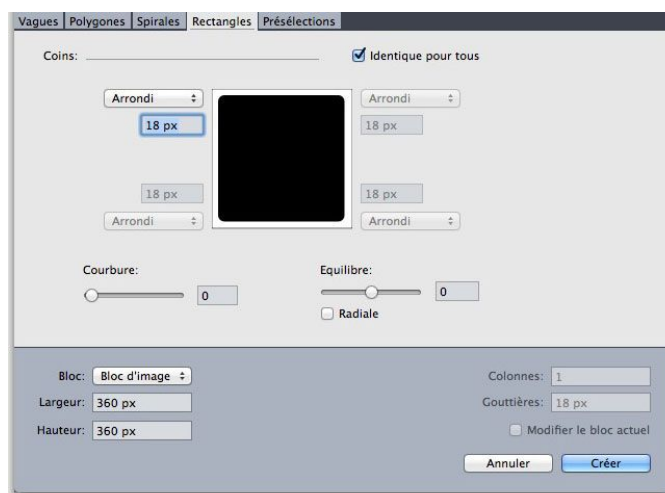 Vagues Polygones Spirales Rectangles Présélections
Coins: Identique pour tous
Arrondi Arrondi
18 px 18 px
18 px 18 px
Arrondi Arrondi
Courbure: Equilibre:
0 0
Radiale
Bloc: Bloc d'image Colonnes: 1
Largeur: 360 px Gouttières: 18 px
Hauteur: 360 px Modifier le bloc actuel
Annuler Créer